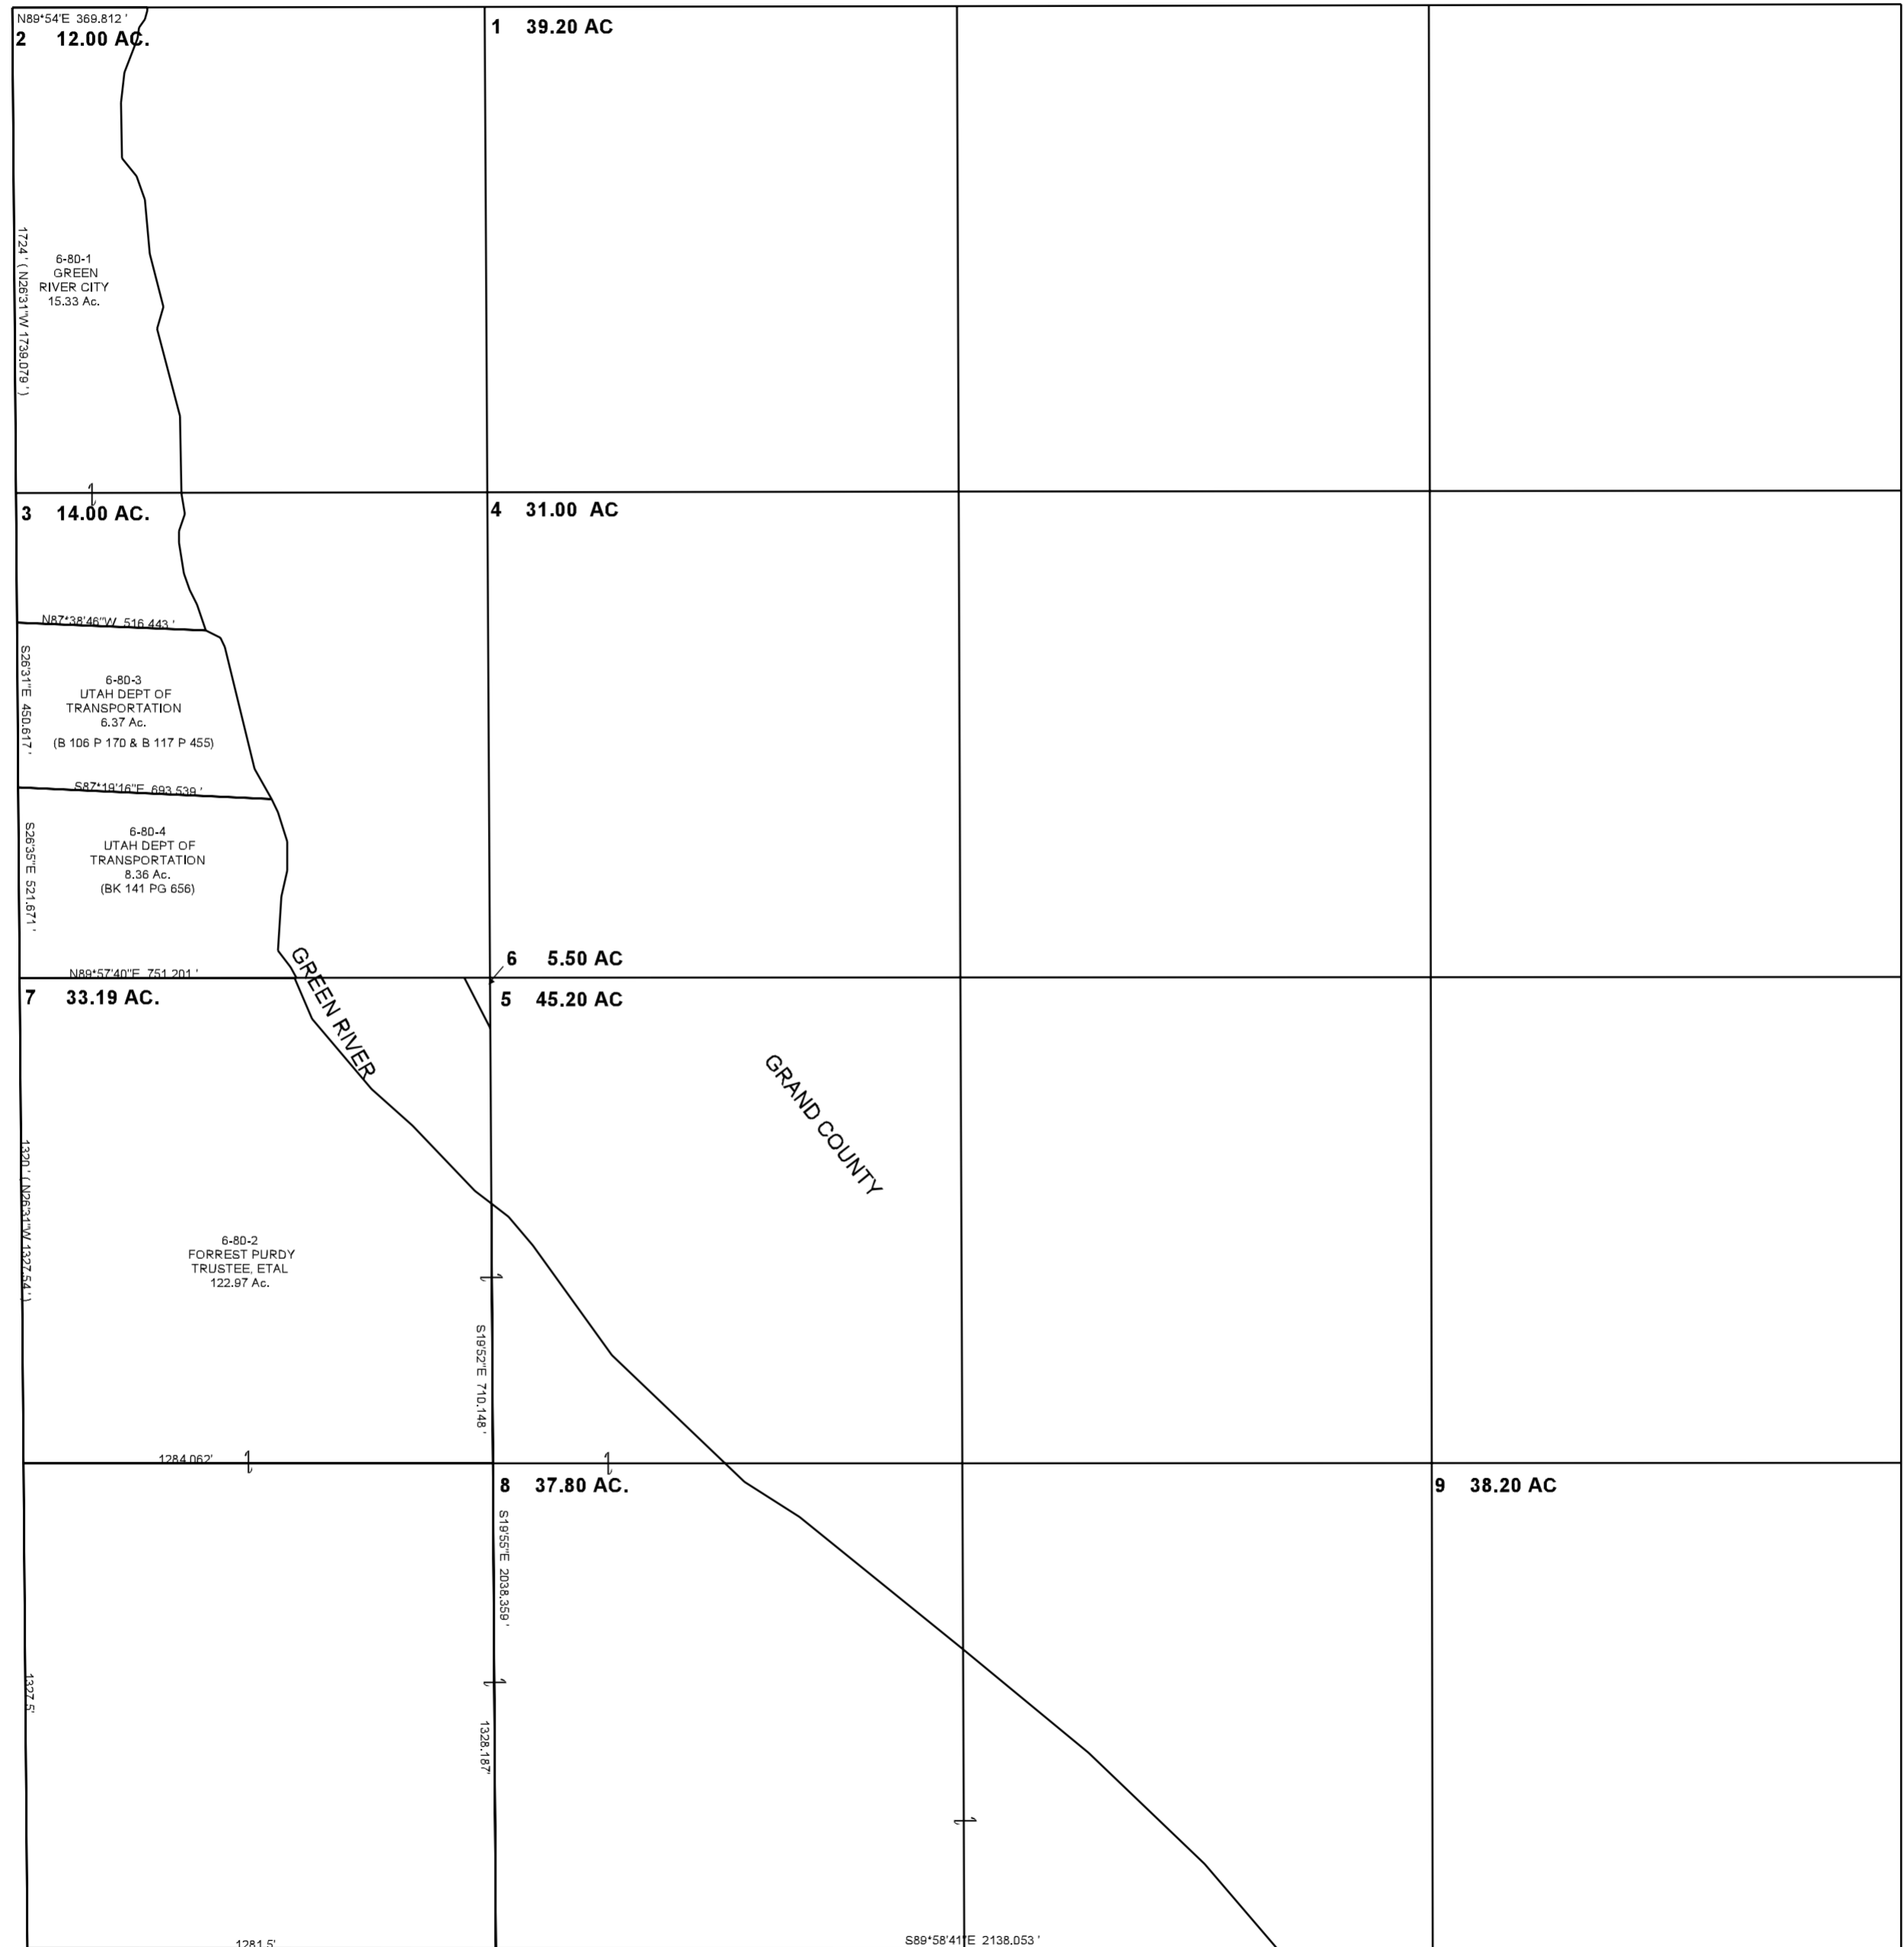 N89°54'E 369.812 '
2 12.00 AC.
1 39.20 AC
1724 ' ( N26'31"W 1739.079 ' )
6-80-1
GREEN
RIVER CITY
15.33 Ac.
3 14.00 AC.
4 31.00 AC
N87°38'46"W 516.443 '
S26'31"E 450.617 '
6-80-3
UTAH DEPT OF
TRANSPORTATION
6.37 Ac.
(B 106 P 170 & B 117 P 455)
S87°19'16"E 693.539 '
S26'35"E 521.671 '
6-80-4
UTAH DEPT OF
TRANSPORTATION
8.36 Ac.
(BK 141 PG 656)
GREEN RIVER
6 5.50 AC
N89°57'40"E 751.201 '
7 33.19 AC.
5 45.20 AC
GRAND COUNTY
1320 ' ( N26'31"W 1327.54 ' )
6-80-2
FORREST PURDY
TRUSTEE, ETAL
122.97 Ac.
S19'52"E 710.148 '
1284.062'
8 37.80 AC.
9 38.20 AC
S19'55"E 2038.359 '
1327.5'
1328.187'
1281.5'
S89°58'41"E 2138.053 '